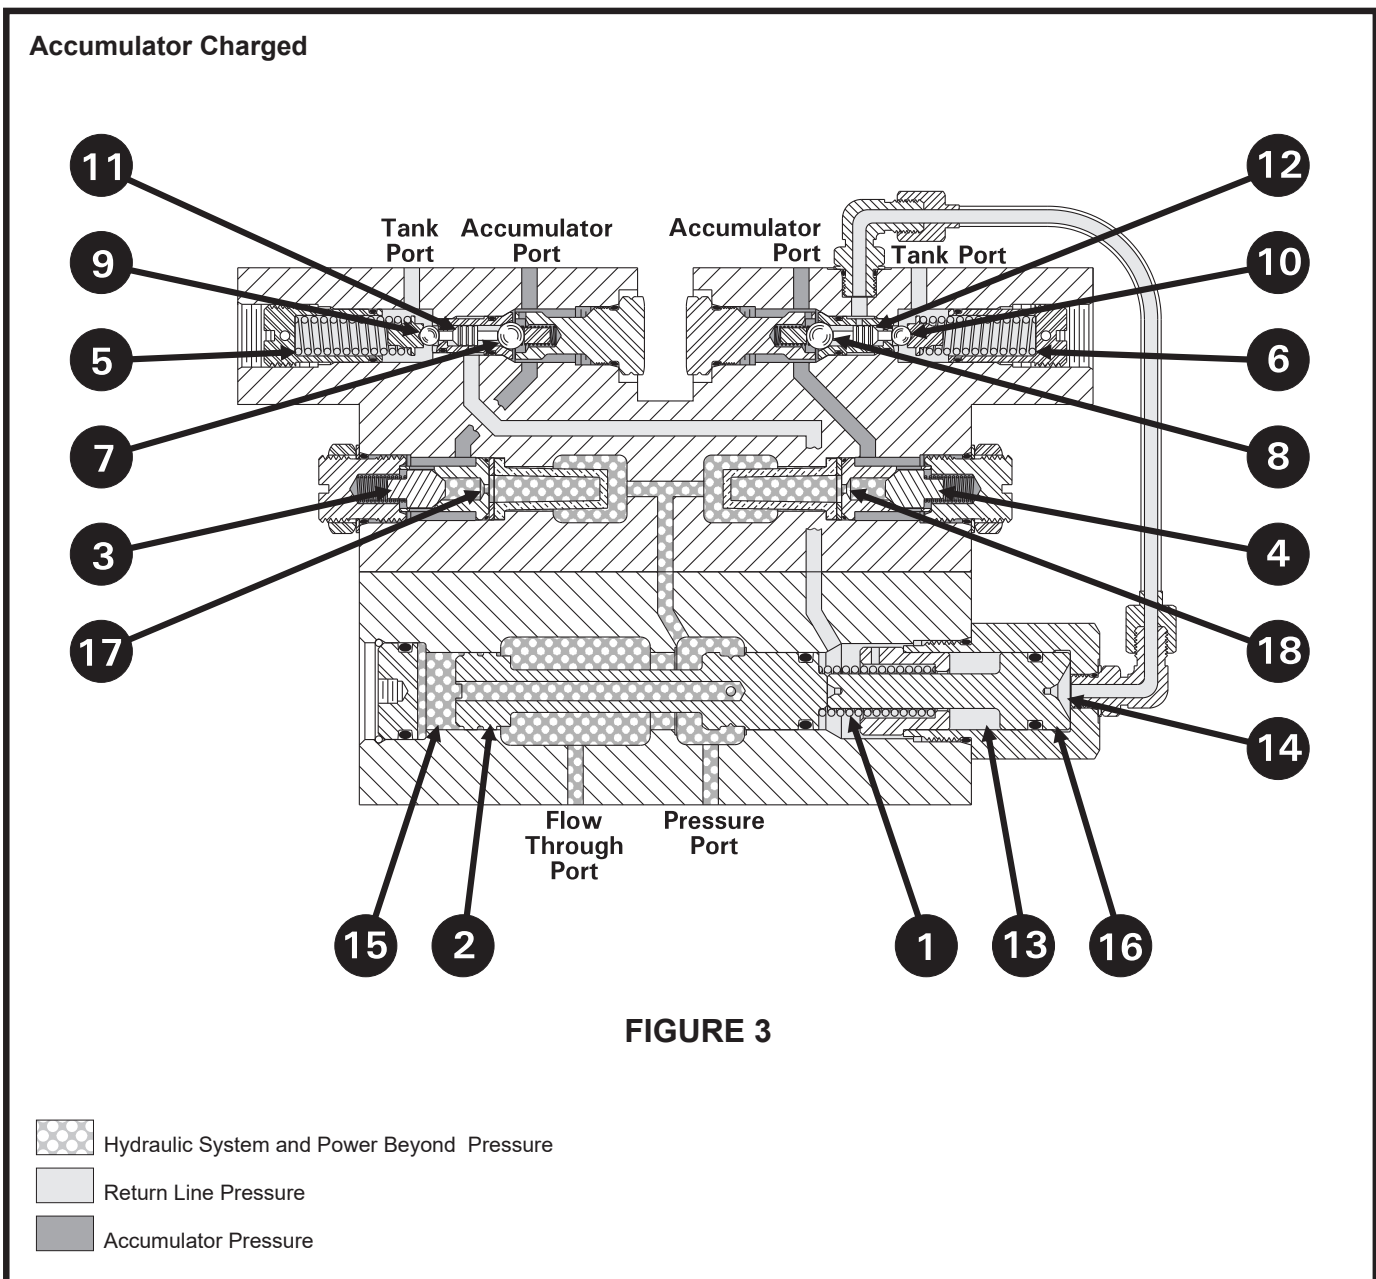 Accumulator Charged
11
12
Tank
Port
Accumulator
Port
Accumulator
Port
Tank Port
9
10
5
6
7
8
3
4
17
18
14
Flow
Through
Port
Pressure
Port
15
2
1
13
16
FIGURE 3
Hydraulic System and Power Beyond Pressure
Return Line Pressure
Accumulator Pressure